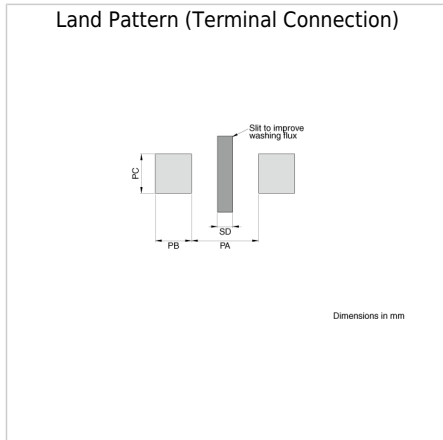 Land Pattern (Terminal Connection)
Slit to improve
washing flux
PC
SD
PB
PA
Dimensions in mm